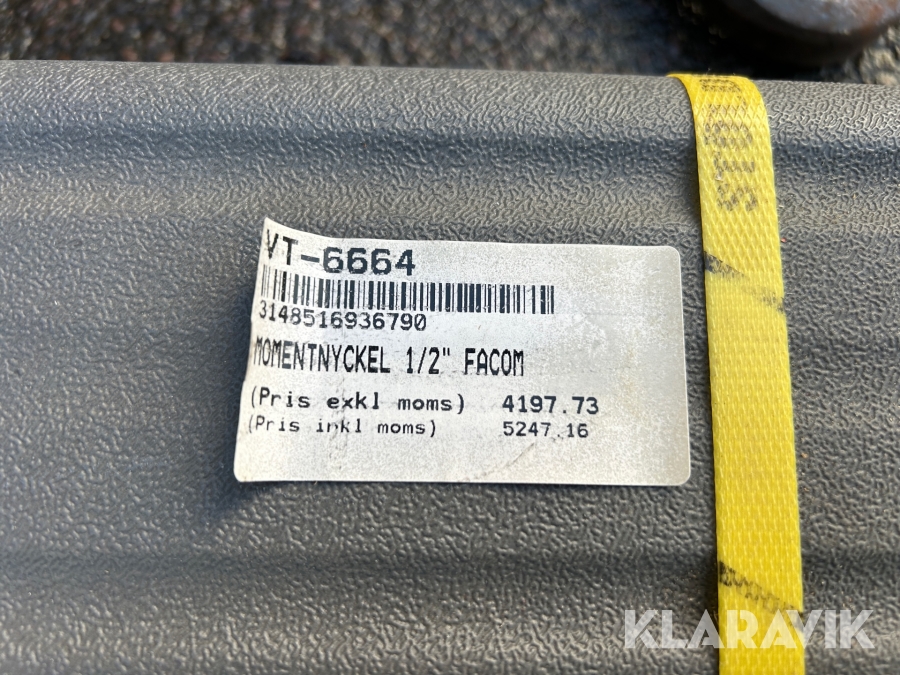 VT-6664
3148516936790
MOMENTNYCKEL 1/2" FACOM
(Pris exkl moms) 4197.73
(Pris inkl moms) 5247.16
KLARAVIK